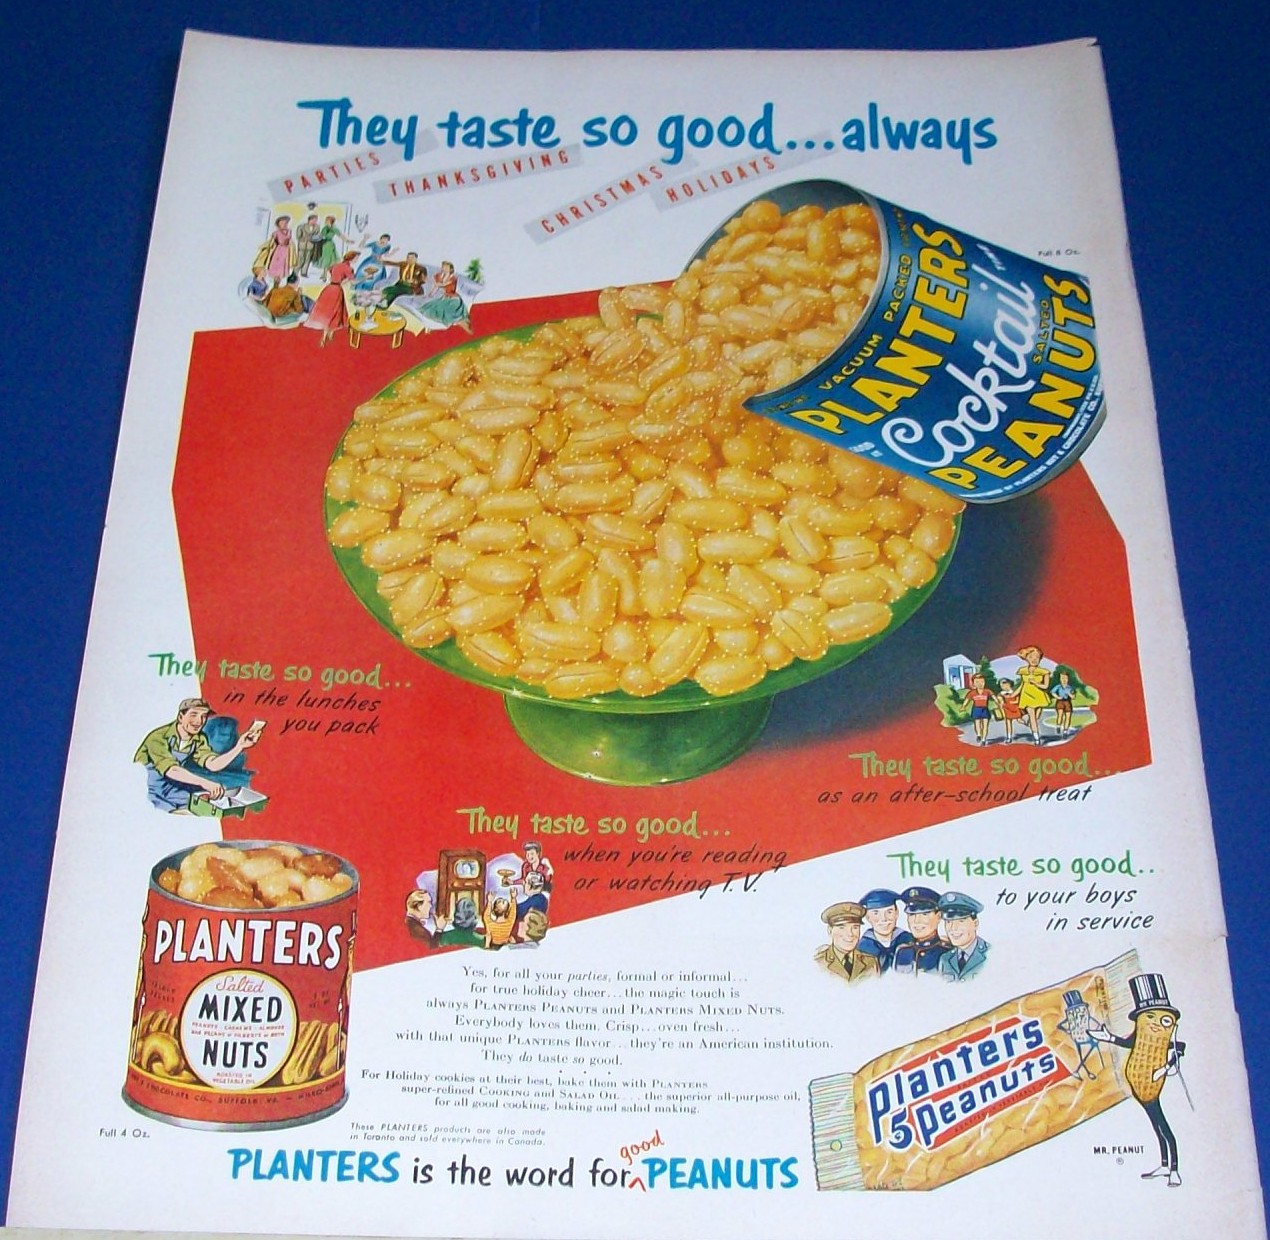 They taste so good...always
PARTIES
THANKSGIVING
CHRISTMAS
HOLIDAYS
Full 8 Oz.
VACUUM PACKED
PLANTERS
Cocktail
SALTED
PEANUTS
They taste so good...
in the lunches
you pack
They taste so good...
as an after-school treat
They taste so good...
when you're reading
or watching T.V.
They taste so good..
to your boys
in service
PLANTERS
Salted
MIXED
NUTS
Full 4 Oz.
Yes, for all your parties, formal or informal...
for true holiday cheer...the magic touch is
always PLANTERS PEANUTS and PLANTERS MIXED NUTS.
Everybody loves them. Crisp...oven fresh...
with that unique PLANTERS flavor...they're an American institution.
They do taste so good.
For Holiday cookies at their best, bake them with PLANTERS
super-refined COOKING and SALAD OIL....the superior all-purpose oil,
for all good cooking, baking and salad making.
These PLANTERS products are also made
in Toronto and sold everywhere in Canada.
planters
5¢
peanuts
MR. PEANUT
MR. PEANUT
®
good
PLANTERS is the word for PEANUTS